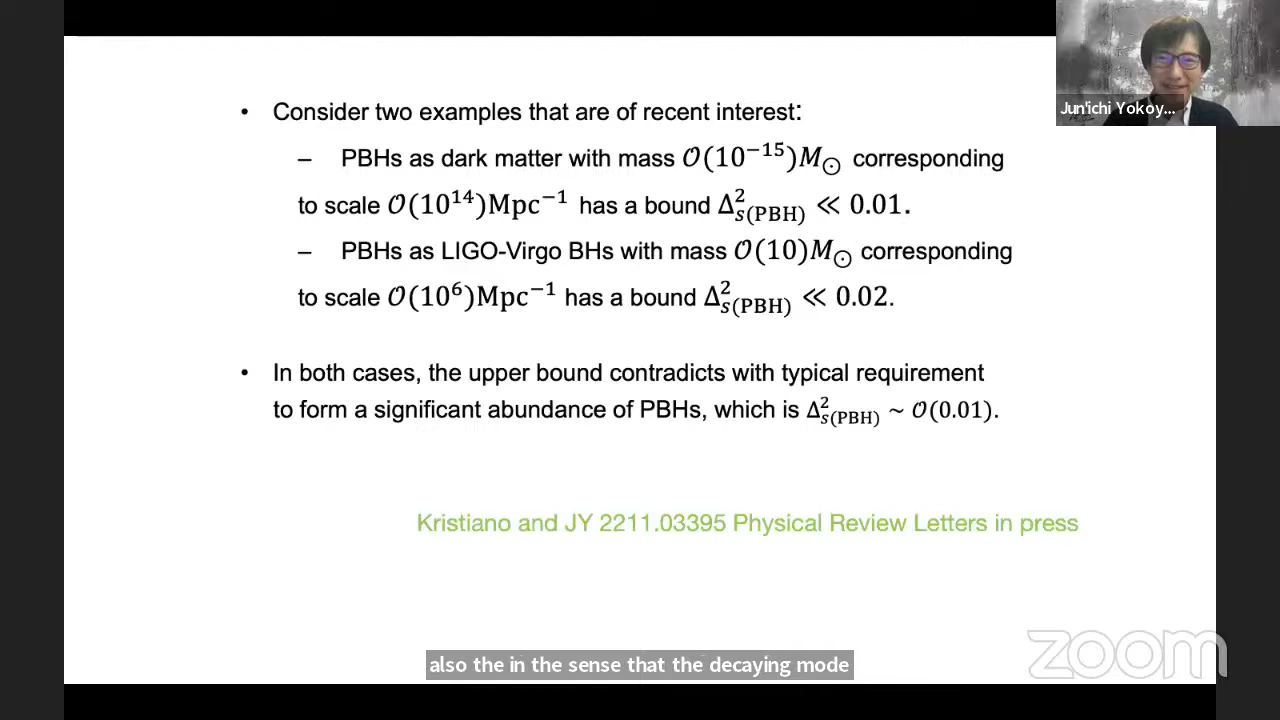 Jun'ichi Yokoy...
• Consider two examples that are of recent interest:
– PBHs as dark matter with mass 𝒪(10⁻¹⁵)M⊙ corresponding
to scale 𝒪(10¹⁴)Mpc⁻¹ has a bound Δ²ₛ₍PBH₎ ≪ 0.01.
– PBHs as LIGO-Virgo BHs with mass 𝒪(10)M⊙ corresponding
to scale 𝒪(10⁶)Mpc⁻¹ has a bound Δ²ₛ₍PBH₎ ≪ 0.02.
• In both cases, the upper bound contradicts with typical requirement
to form a significant abundance of PBHs, which is Δ²ₛ₍PBH₎ ~ 𝒪(0.01).
Kristiano and JY 2211.03395 Physical Review Letters in press
also the in the sense that the decaying mode
zoom